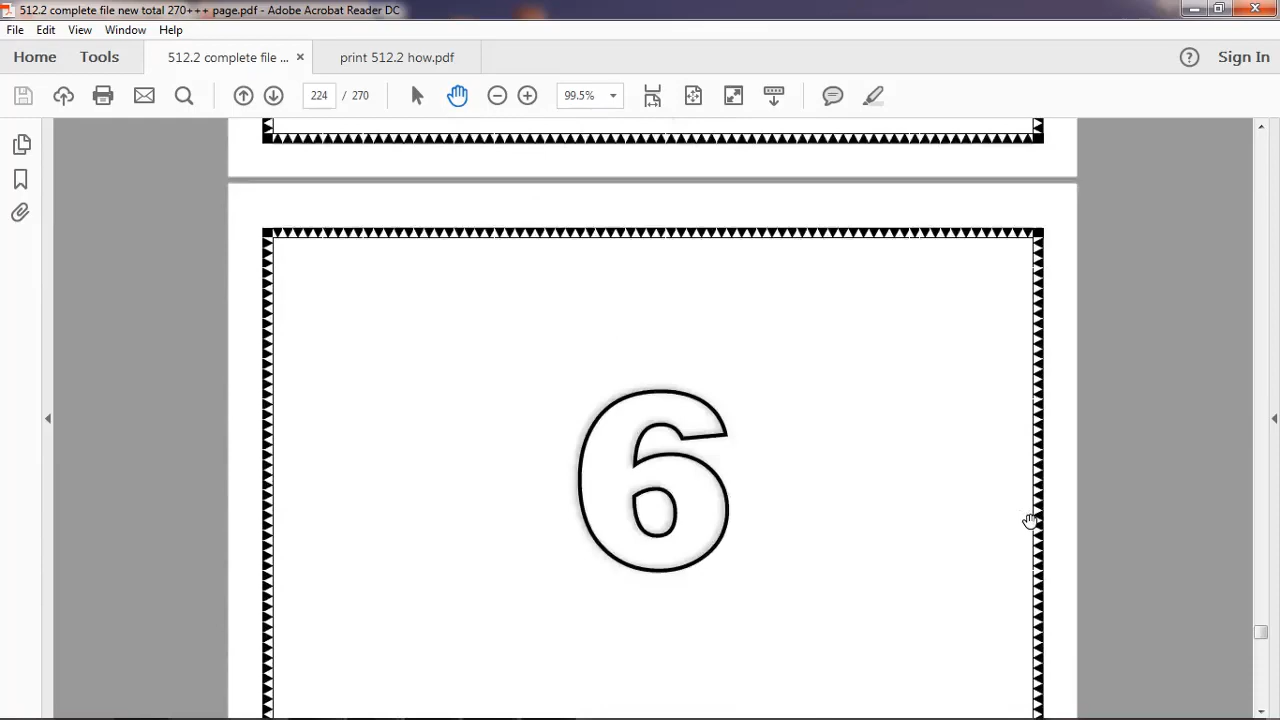 512.2 complete file new total 270+++ page.pdf - Adobe Acrobat Reader DC
File Edit View Window Help
Home Tools 512.2 complete file ... × print 512.2 how.pdf ? Sign In
224 / 270 99.5%
6